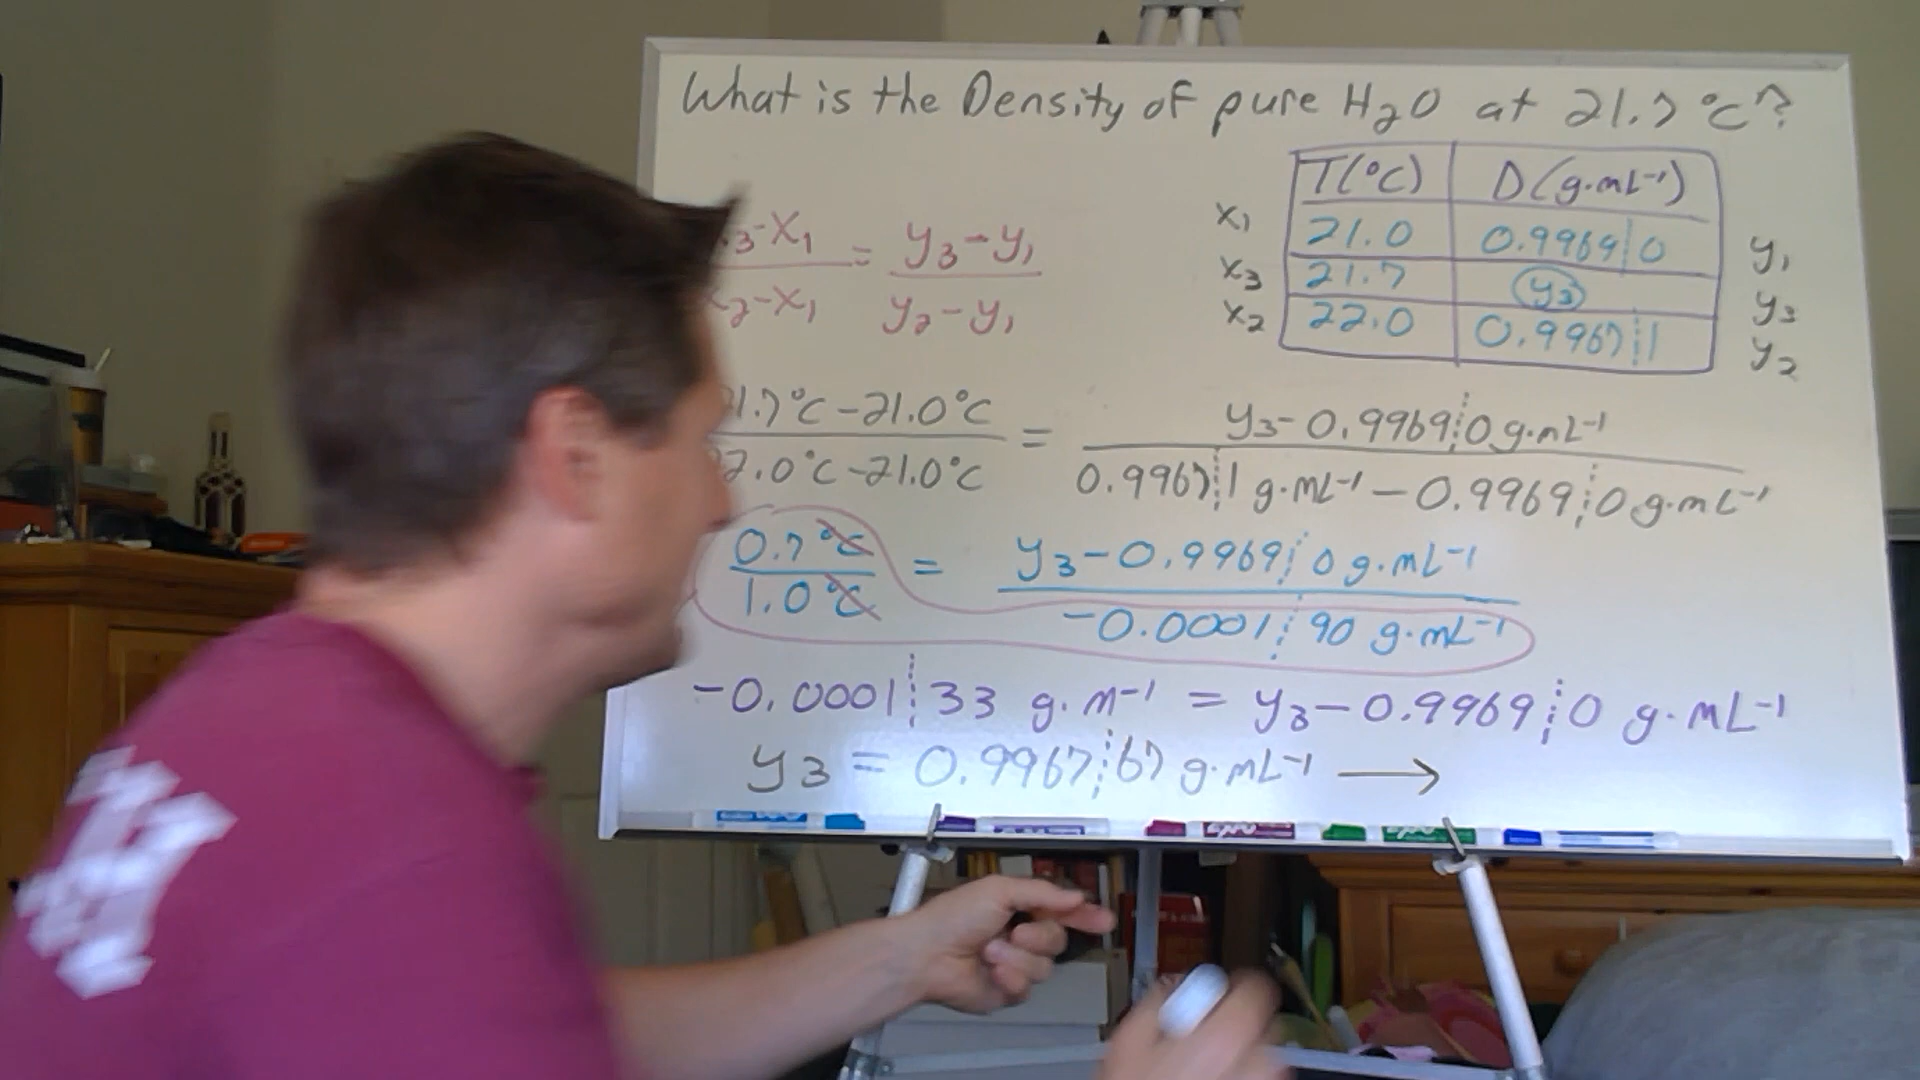 What is the Density of pure H2O at 21.7 °C?
T(°C) D(g·mL⁻¹)
x1 21.0 0.9969|0 y1
x3 21.7 y3 y3
x2 22.0 0.9967¦1 y2
3-x1 / 2-x1 = y3-y1 / y2-y1
1.7°C-21.0°C / 2.0°C-21.0°C = y3-0.9969¦0 g·mL⁻¹ / 0.9967¦1 g·mL⁻¹ - 0.9969¦0 g·mL⁻¹
0.7°C / 1.0°C = y3-0.9969¦0 g·mL⁻¹ / -0.0001¦90 g·mL⁻¹
-0.0001¦33 g·m⁻¹ = y3-0.9969¦0 g·mL⁻¹
y3 = 0.9967¦67 g·mL⁻¹ →
EXPO